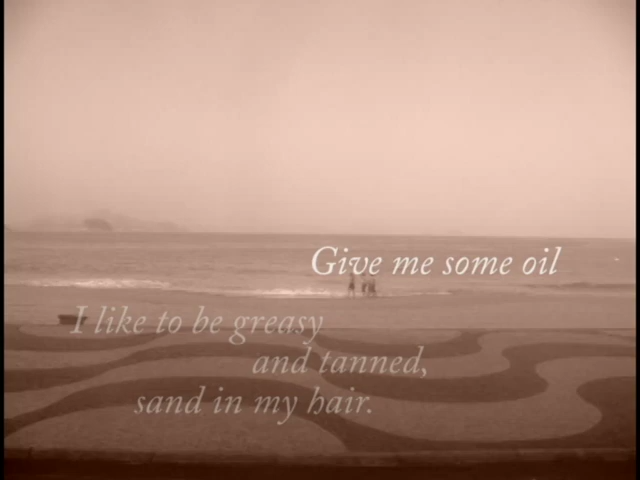 Give me some oil
I like to be greasy
and tanned,
sand in my hair.